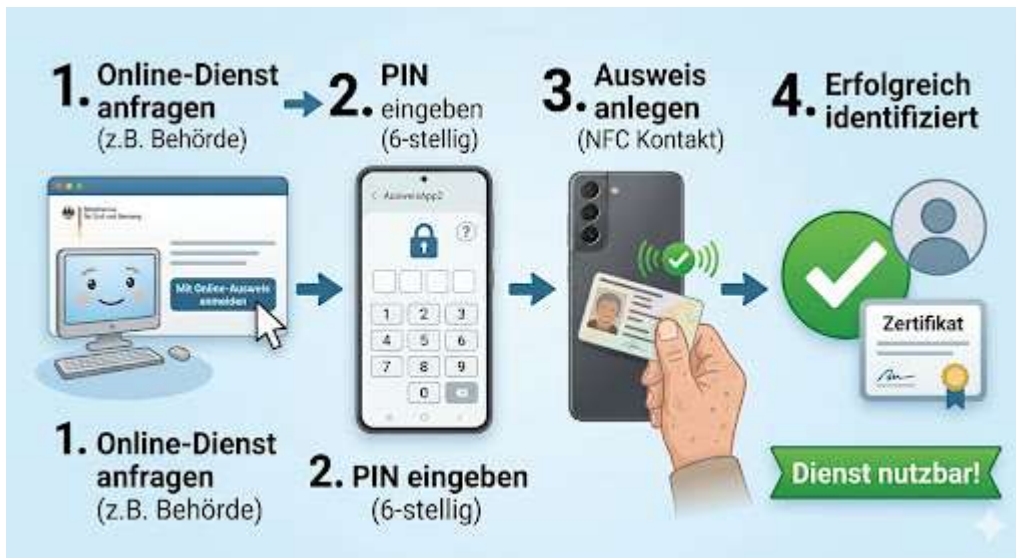 1. Online-Dienst
anfragen
(z.B. Behörde)
2. PIN
eingeben
(6-stellig)
3. Ausweis
anlegen
(NFC Kontakt)
4. Erfolgreich
identifiziert
Mit Online-Ausweis
anmelden
< AusweisApp2
?
1 2 3
4 5 6
7 8 9
0
Zertifikat
1. Online-Dienst
anfragen
(z.B. Behörde)
2. PIN eingeben
(6-stellig)
Dienst nutzbar!